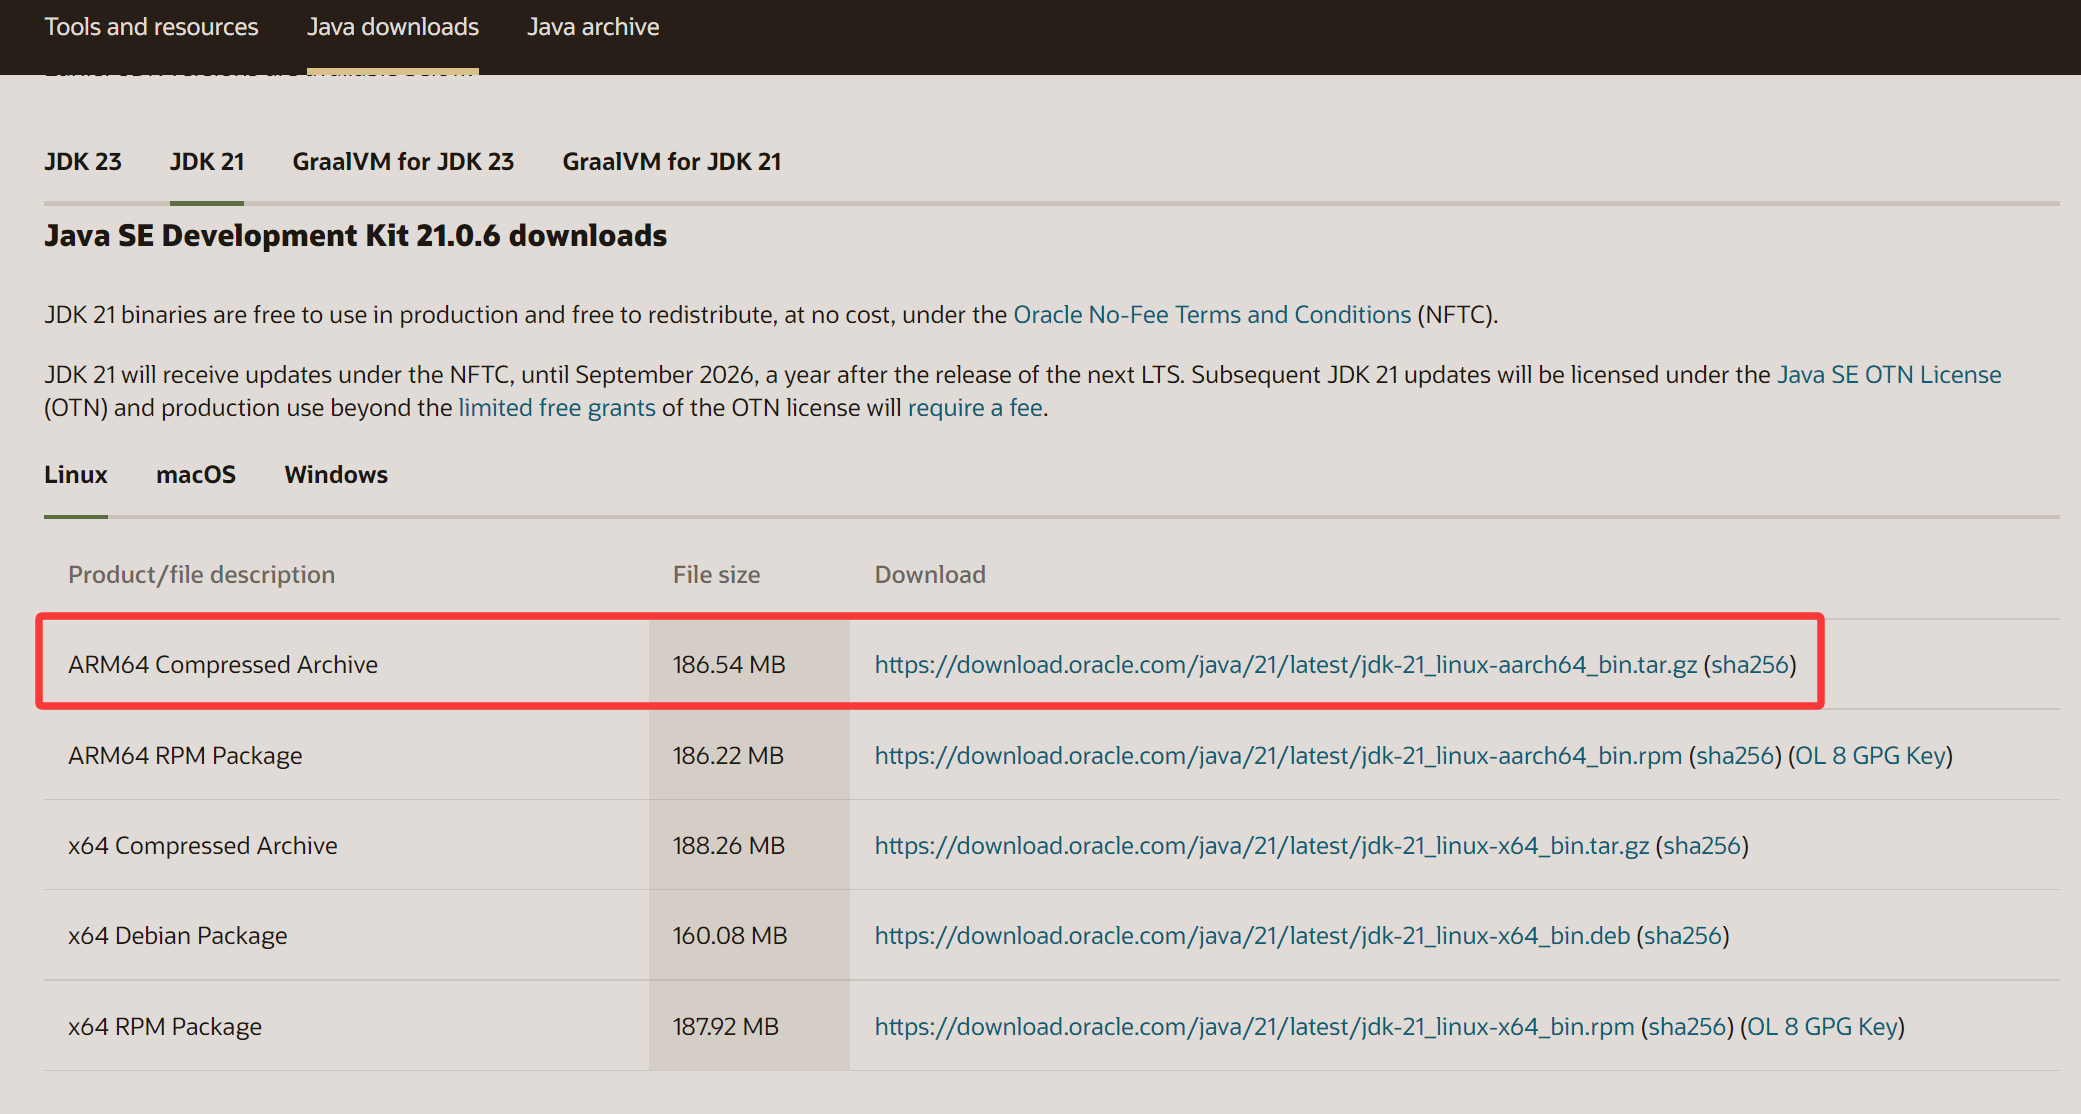 Tools and resources Java downloads Java archive
JDK 23 JDK 21 GraalVM for JDK 23 GraalVM for JDK 21
Java SE Development Kit 21.0.6 downloads
JDK 21 binaries are free to use in production and free to redistribute, at no cost, under the Oracle No-Fee Terms and Conditions (NFTC).
JDK 21 will receive updates under the NFTC, until September 2026, a year after the release of the next LTS. Subsequent JDK 21 updates will be licensed under the Java SE OTN License
(OTN) and production use beyond the limited free grants of the OTN license will require a fee.
Linux macOS Windows
Product/file description File size Download
ARM64 Compressed Archive 186.54 MB https://download.oracle.com/java/21/latest/jdk-21_linux-aarch64_bin.tar.gz (sha256)
ARM64 RPM Package 186.22 MB https://download.oracle.com/java/21/latest/jdk-21_linux-aarch64_bin.rpm (sha256) (OL 8 GPG Key)
x64 Compressed Archive 188.26 MB https://download.oracle.com/java/21/latest/jdk-21_linux-x64_bin.tar.gz (sha256)
x64 Debian Package 160.08 MB https://download.oracle.com/java/21/latest/jdk-21_linux-x64_bin.deb (sha256)
x64 RPM Package 187.92 MB https://download.oracle.com/java/21/latest/jdk-21_linux-x64_bin.rpm (sha256) (OL 8 GPG Key)